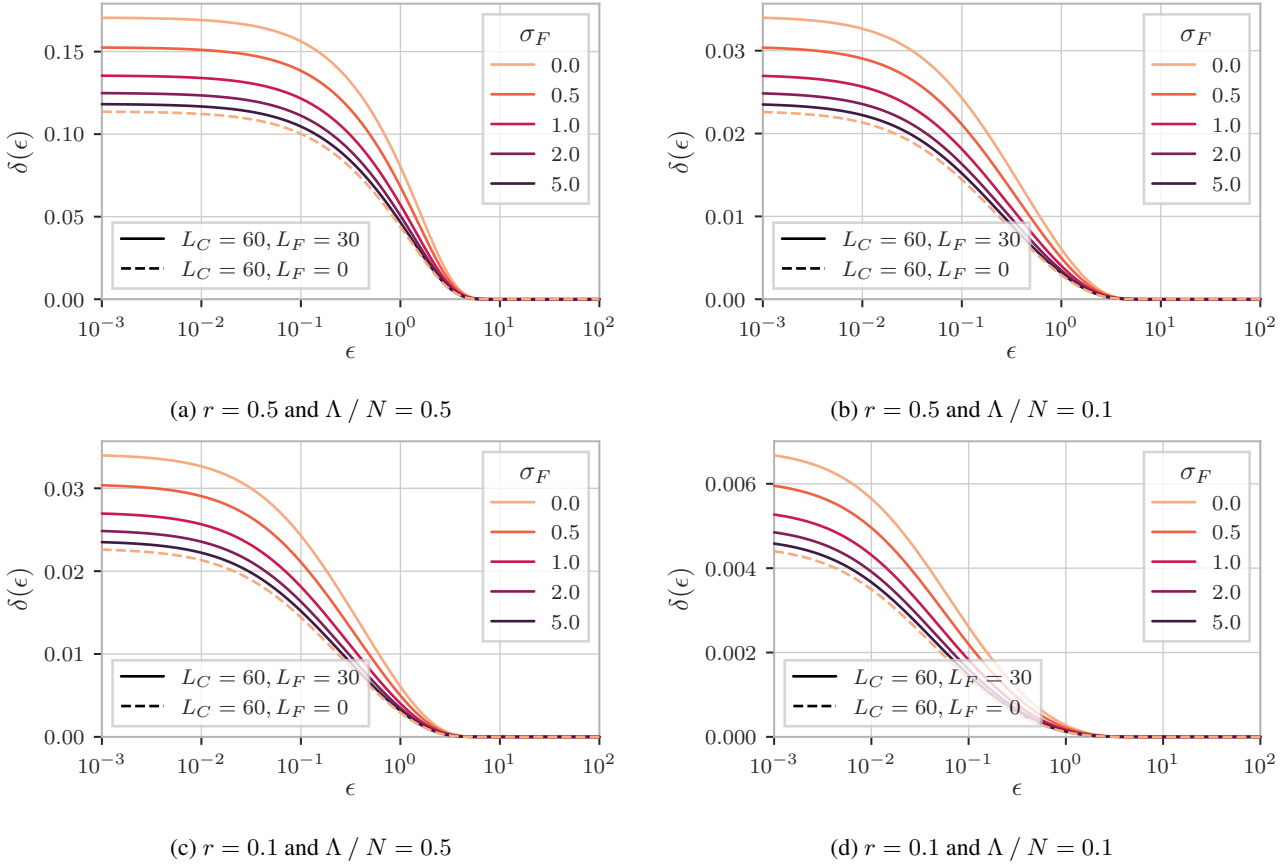 σ_F
0.0
0.5
1.0
2.0
5.0
0.15
0.10
0.05
0.00
δ(ϵ)
L_C = 60, L_F = 30
L_C = 60, L_F = 0
10^−3 10^−2 10^−1 10^0 10^1 10^2
ϵ
(a) r = 0.5 and Λ / N = 0.5
σ_F
0.0
0.5
1.0
2.0
5.0
0.03
0.02
0.01
0.00
δ(ϵ)
L_C = 60, L_F = 30
L_C = 60, L_F = 0
10^−3 10^−2 10^−1 10^0 10^1 10^2
ϵ
(b) r = 0.5 and Λ / N = 0.1
σ_F
0.0
0.5
1.0
2.0
5.0
0.03
0.02
0.01
0.00
δ(ϵ)
L_C = 60, L_F = 30
L_C = 60, L_F = 0
10^−3 10^−2 10^−1 10^0 10^1 10^2
ϵ
(c) r = 0.1 and Λ / N = 0.5
σ_F
0.0
0.5
1.0
2.0
5.0
0.006
0.004
0.002
0.000
δ(ϵ)
L_C = 60, L_F = 30
L_C = 60, L_F = 0
10^−3 10^−2 10^−1 10^0 10^1 10^2
ϵ
(d) r = 0.1 and Λ / N = 0.1